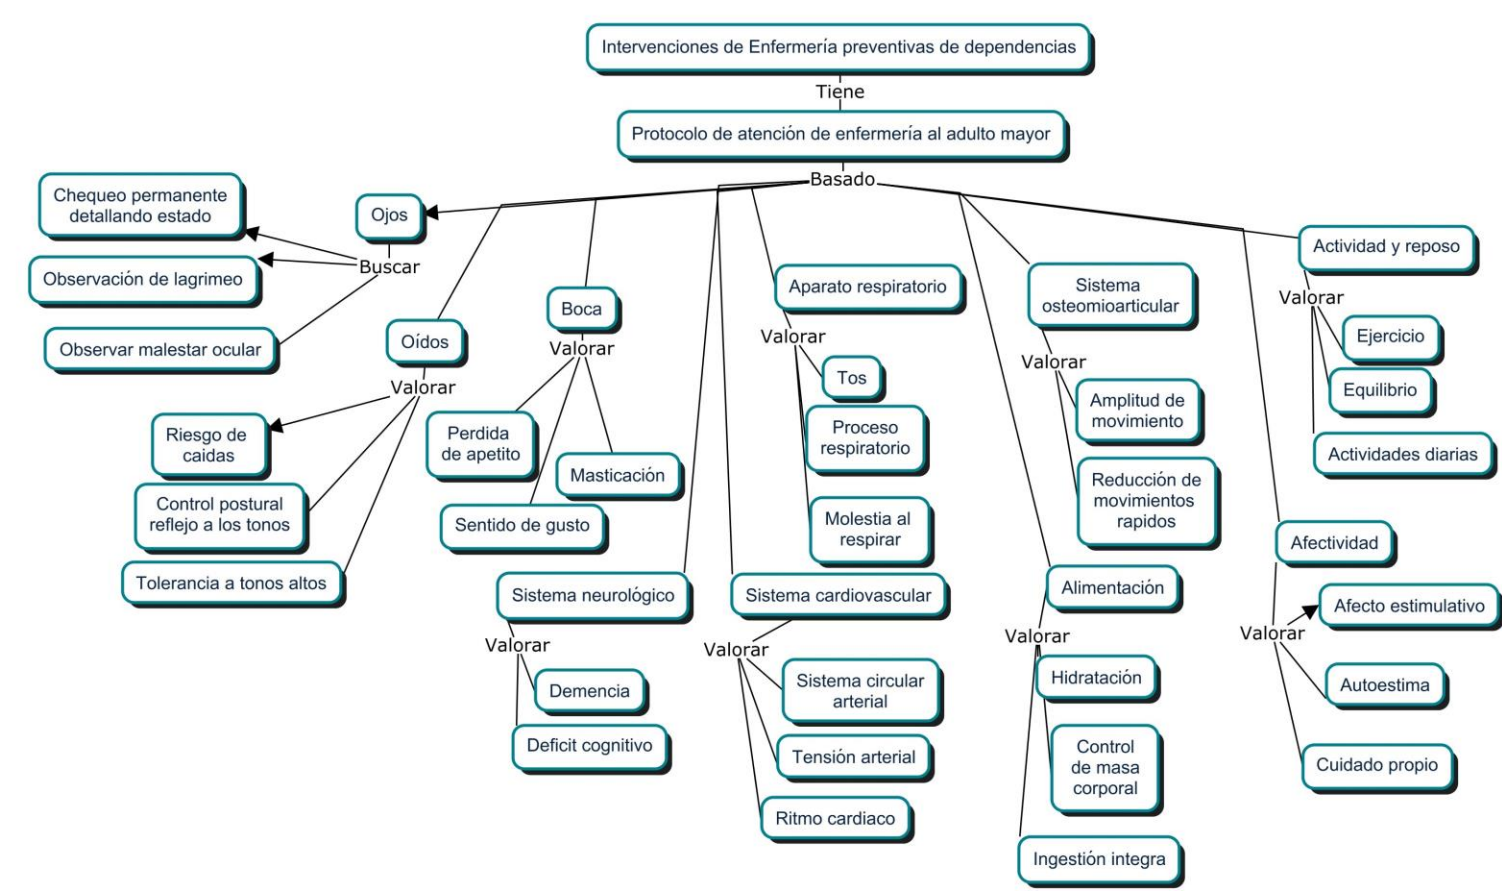 Intervenciones de Enfermería preventivas de dependencias
Tiene
Protocolo de atención de enfermería al adulto mayor
Basado
Chequeo permanente
detallando estado
Ojos
Buscar
Observación de lagrimeo
Observar malestar ocular
Oídos
Valorar
Riesgo de
caidas
Control postural
reflejo a los tonos
Tolerancia a tonos altos
Boca
Valorar
Perdida
de apetito
Masticación
Sentido de gusto
Sistema neurológico
Valorar
Demencia
Deficit cognitivo
Aparato respiratorio
Valorar
Tos
Proceso
respiratorio
Molestia al
respirar
Sistema cardiovascular
Valorar
Sistema circular
arterial
Tensión arterial
Ritmo cardiaco
Sistema
osteomioarticular
Valorar
Amplitud de
movimiento
Reducción de
movimientos
rapidos
Alimentación
Valorar
Hidratación
Control
de masa
corporal
Ingestión integra
Actividad y reposo
Valorar
Ejercicio
Equilibrio
Actividades diarias
Afectividad
Valorar
Afecto estimulativo
Autoestima
Cuidado propio